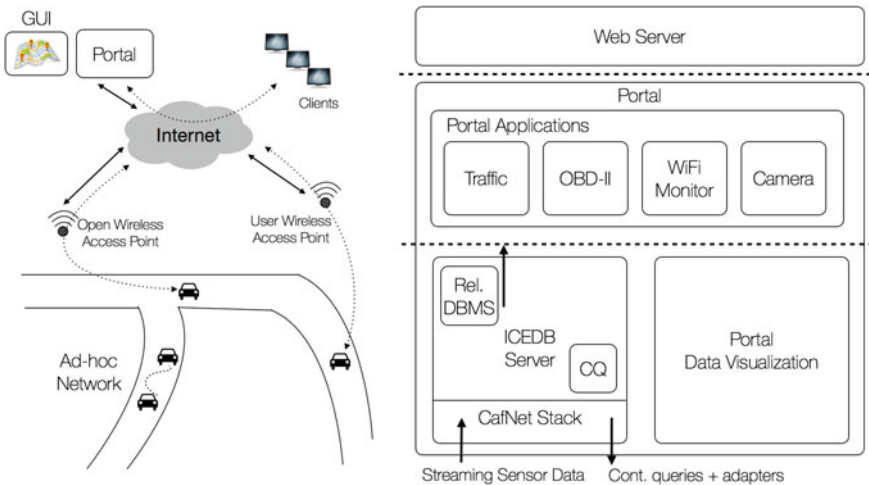 GUI
Portal
Clients
Internet
Open Wireless
Access Point
User Wireless
Access Point
Ad-hoc
Network
Web Server
Portal
Portal Applications
Traffic
OBD-II
WiFi
Monitor
Camera
Rel.
DBMS
ICEDB
Server
CQ
CafNet Stack
Portal
Data Visualization
Streaming Sensor Data
Cont. queries + adapters